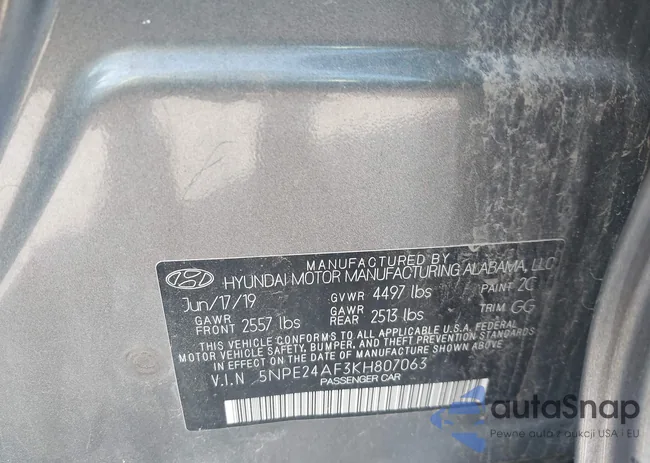 MANUFACTURED BY
HYUNDAI MOTOR MANUFACTURING ALABAMA, LLC
Jun/17/19 GVWR 4497 lbs PAINT 2C
GAWR FRONT 2557 lbs GAWR REAR 2513 lbs TRIM GG
THIS VEHICLE CONFORMS TO ALL APPLICABLE U.S.A. FEDERAL
MOTOR VEHICLE SAFETY, BUMPER, AND THEFT PREVENTION STANDARDS
IN EFFECT ON THE DATE OF MANUFACTURE SHOWN ABOVE.
V.I.N 5NPE24AF3KH807063
PASSENGER CAR
autoSnap
Pewne auta z aukcji USA i EU